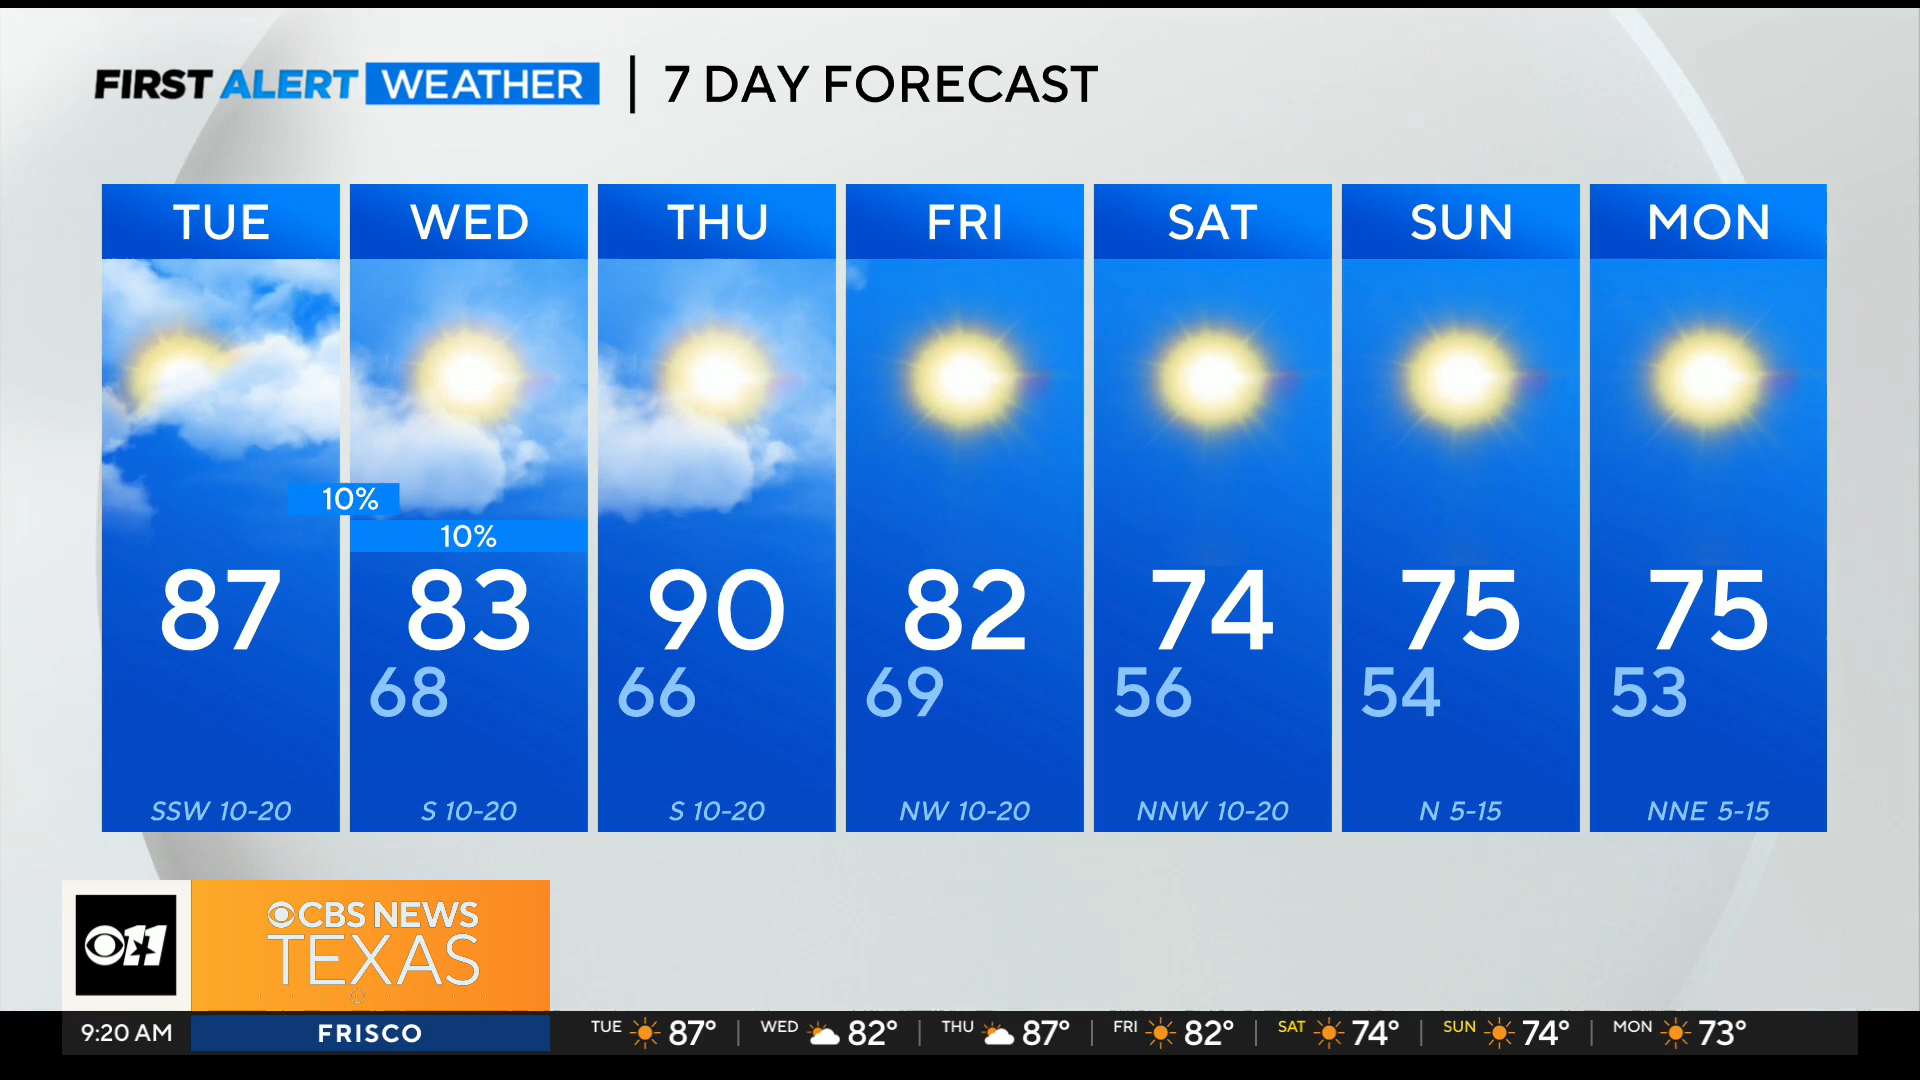 FIRST ALERT WEATHER | 7 DAY FORECAST
TUE WED THU FRI SAT SUN MON
10%
10%
87 83 90 82 74 75 75
68 66 69 56 54 53
SSW 10-20 S 10-20 S 10-20 NW 10-20 NNW 10-20 N 5-15 NNE 5-15
CBS NEWS
TEXAS
11
9:20 AM FRISCO TUE 87° WED 82° THU 87° FRI 82° SAT 74° SUN 74° MON 73°